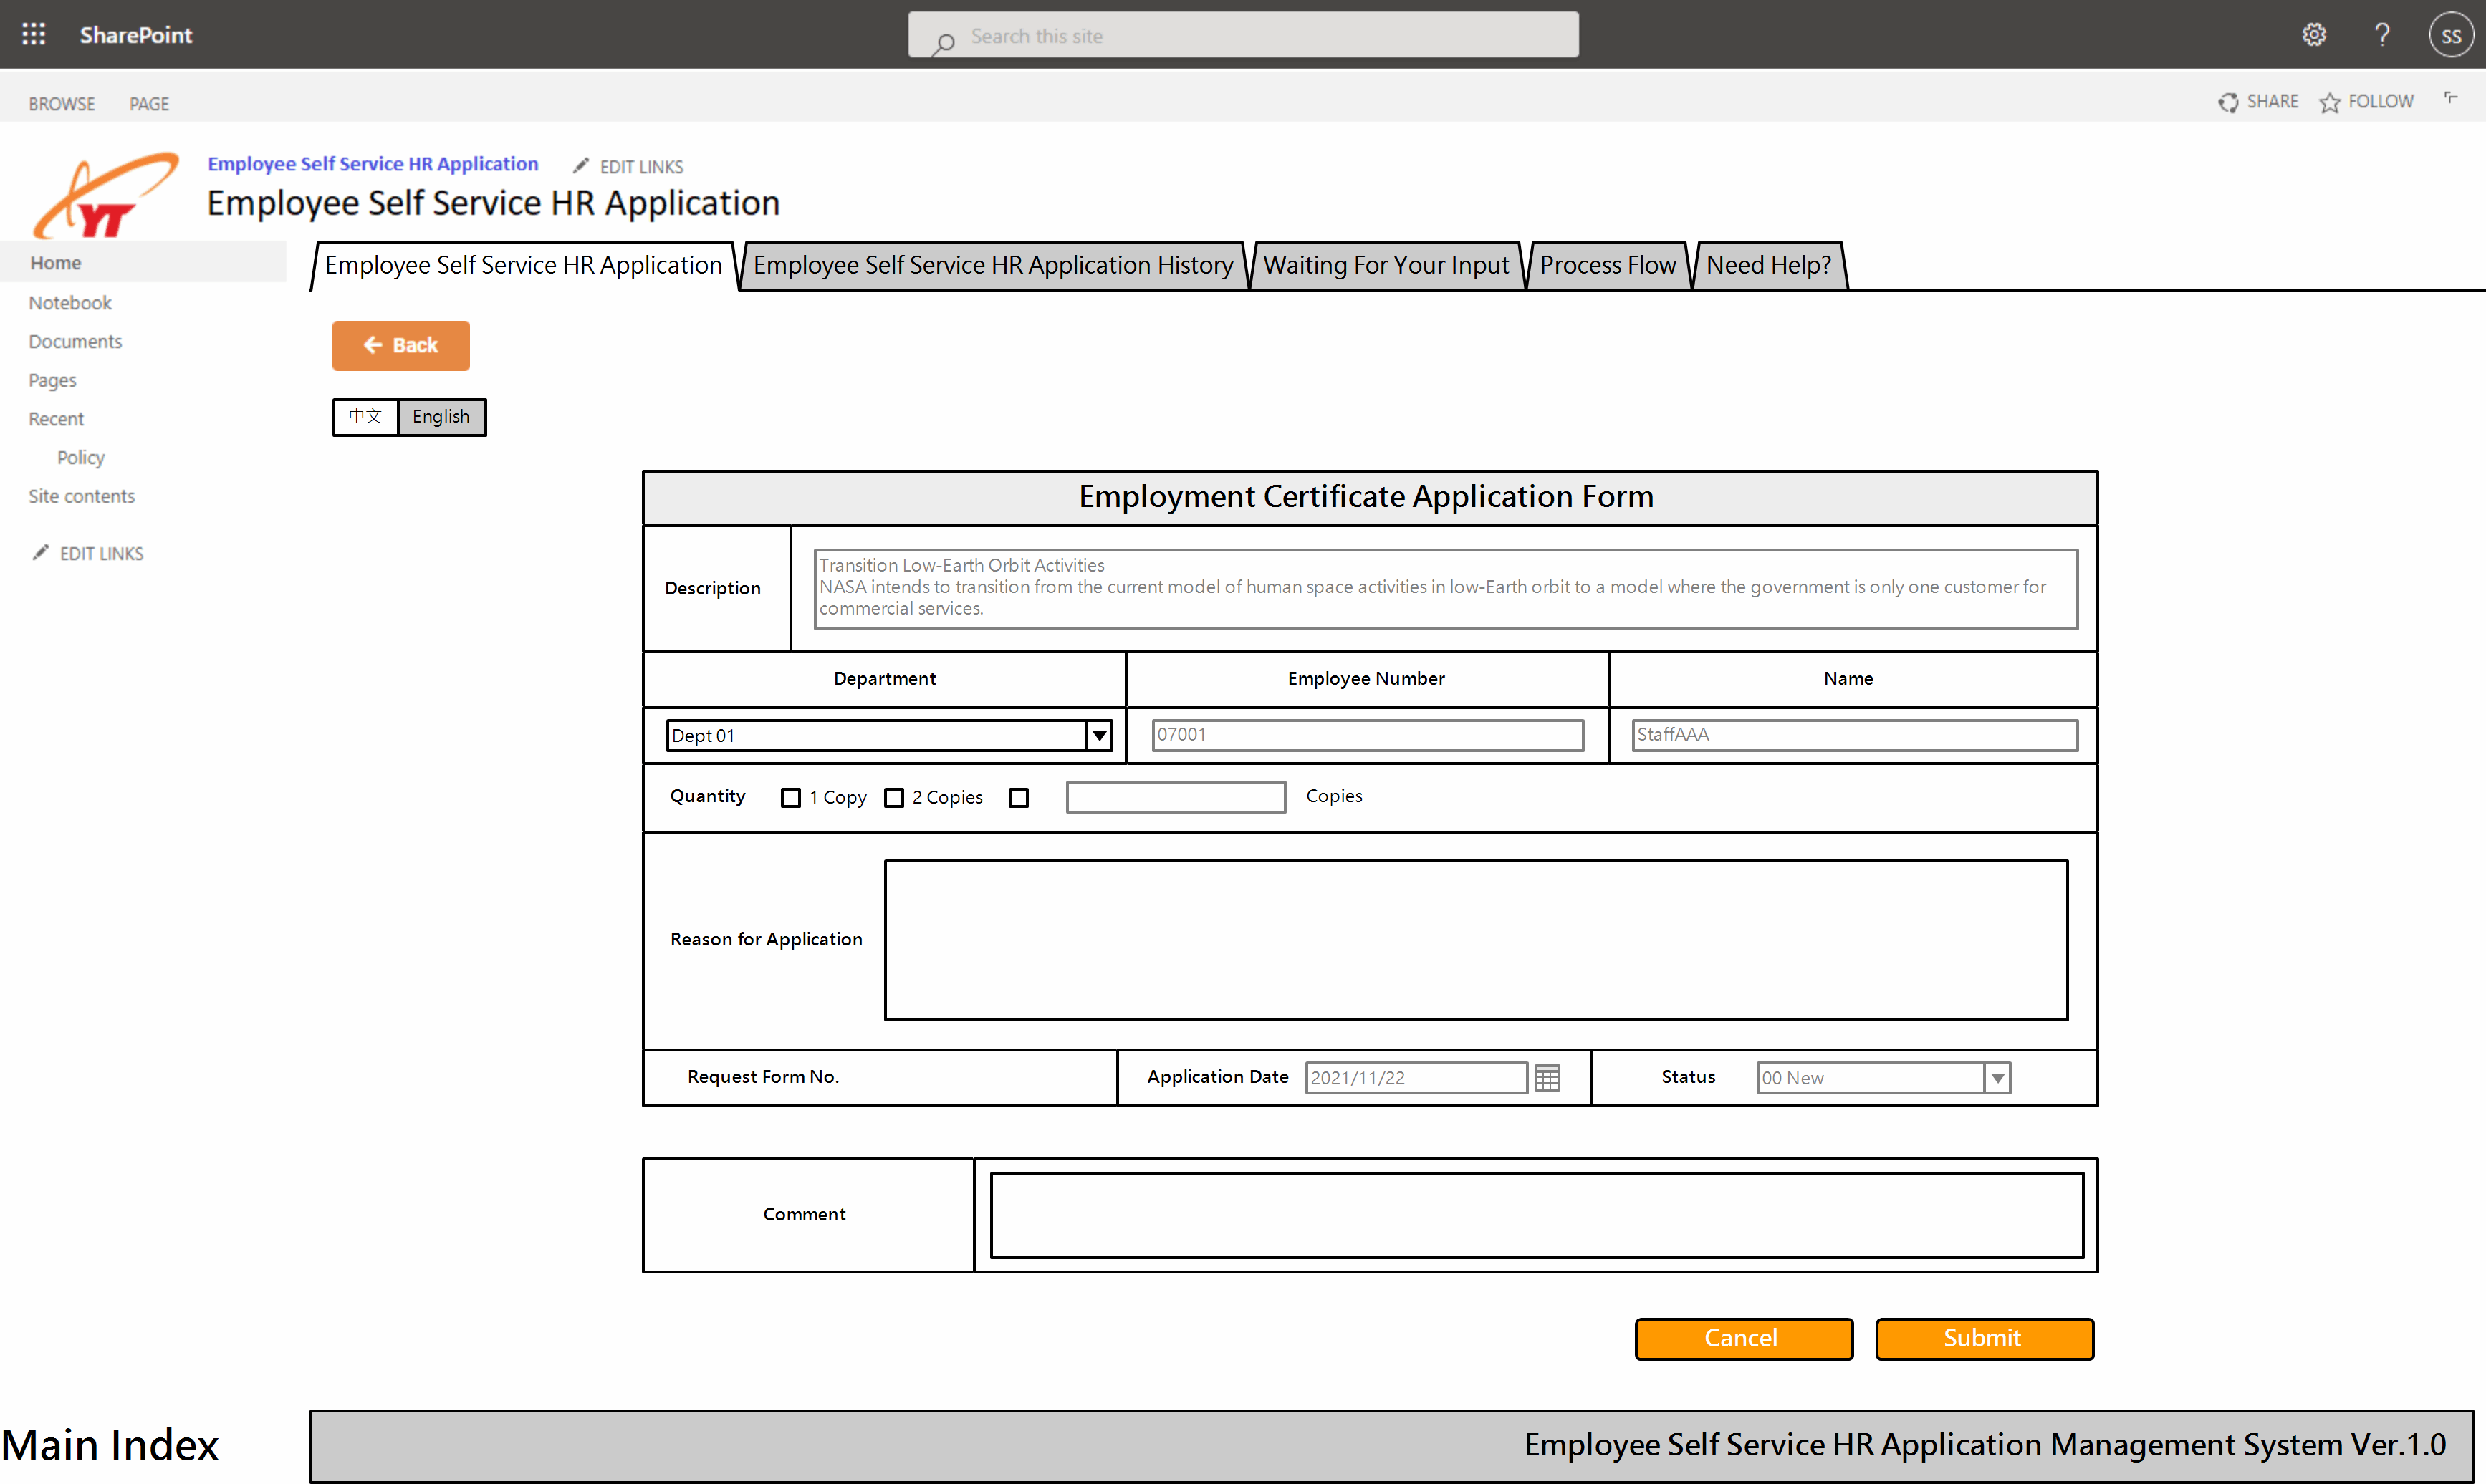 SharePoint
Search this site
?
SS
BROWSE PAGE
SHARE FOLLOW
YT
Employee Self Service HR Application EDIT LINKS
Employee Self Service HR Application
Home
Notebook
Documents
Pages
Recent
Policy
Site contents
EDIT LINKS
Employee Self Service HR Application Employee Self Service HR Application History Waiting For Your Input Process Flow Need Help?
Back
中文 English
Employment Certificate Application Form
Description
Transition Low-Earth Orbit Activities
NASA intends to transition from the current model of human space activities in low-Earth orbit to a model where the government is only one customer for
commercial services.
Department Employee Number Name
Dept 01 07001 StaffAAA
Quantity 1 Copy 2 Copies Copies
Reason for Application
Request Form No. Application Date 2021/11/22 Status 00 New
Comment
Cancel Submit
Main Index
Employee Self Service HR Application Management System Ver.1.0